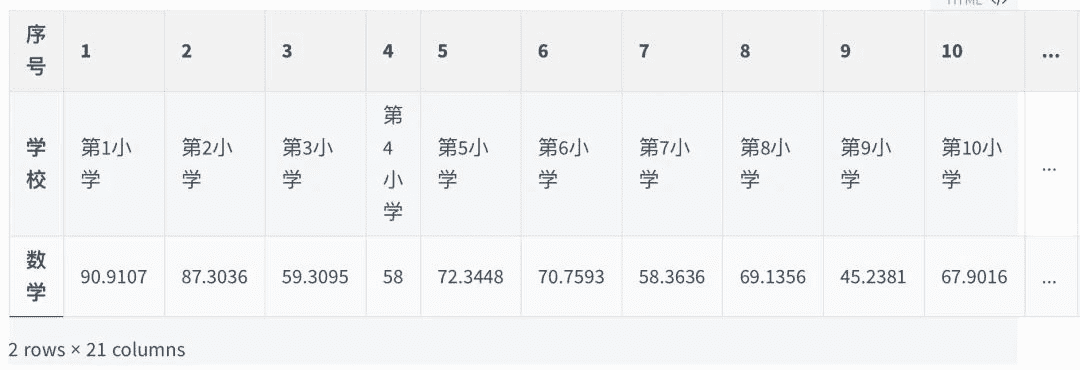 HTML </>
序号 1 2 3 4 5 6 7 8 9 10 ...
学校 第1小学 第2小学 第3小学 第4小学 第5小学 第6小学 第7小学 第8小学 第9小学 第10小学 ...
数学 90.9107 87.3036 59.3095 58 72.3448 70.7593 58.3636 69.1356 45.2381 67.9016 ...
2 rows × 21 columns